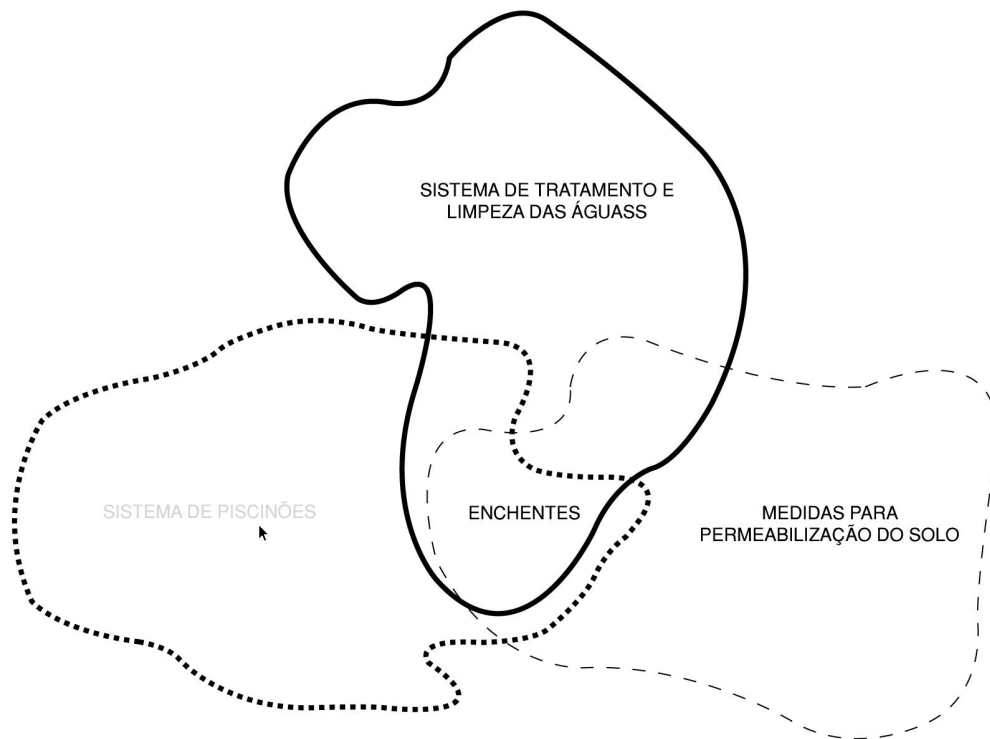 SISTEMA DE TRATAMENTO E
LIMPEZA DAS ÁGUASS
SISTEMA DE PISCINÕES
ENCHENTES
MEDIDAS PARA
PERMEABILIZAÇÃO DO SOLO